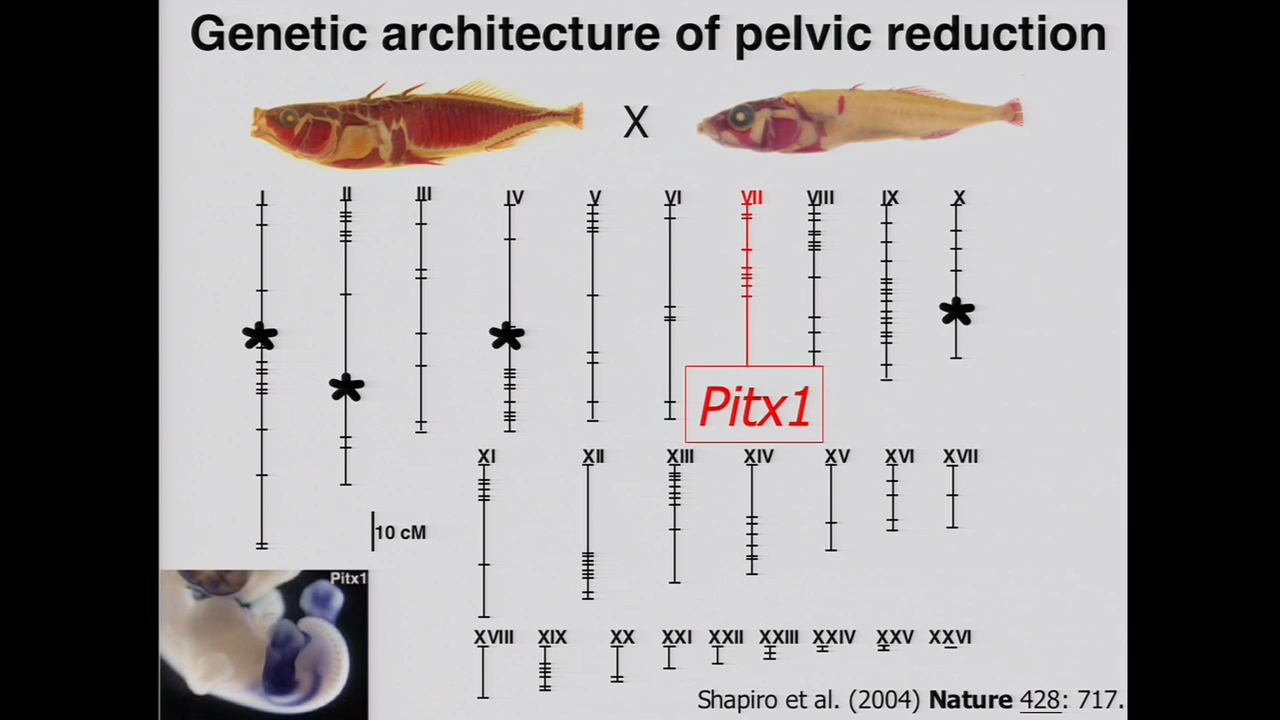 Genetic architecture of pelvic reduction
X
I II III IV V VI VII VIII IX X
Pitx1
XI XII XIII XIV XV XVI XVII
10 cM
Pitx1
XVIII XIX XX XXI XXII XXIII XXIV XXV XXVI
Shapiro et al. (2004) Nature 428: 717.